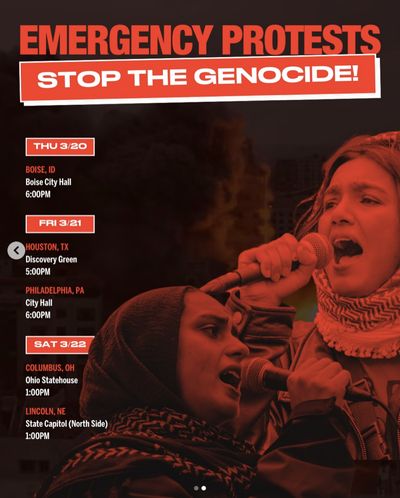 EMERGENCY PROTESTS
STOP THE GENOCIDE!
THU 3/20
BOISE, ID
Boise City Hall
6:00PM
FRI 3/21
HOUSTON, TX
Discovery Green
5:00PM
PHILADELPHIA, PA
City Hall
6:00PM
SAT 3/22
COLUMBUS, OH
Ohio Statehouse
1:00PM
LINCOLN, NE
State Capitol (North Side)
1:00PM